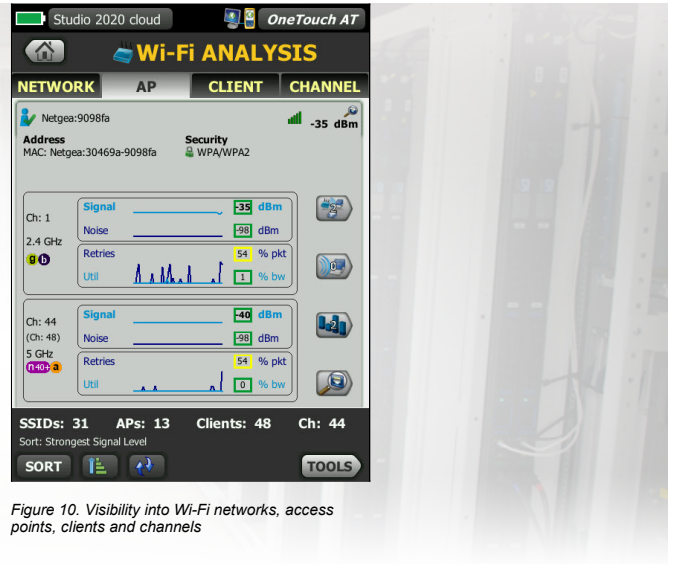 Studio 2020 cloud
OneTouch AT
Wi-Fi ANALYSIS
NETWORK AP CLIENT CHANNEL
Netgea:9098fa
-35 dBm
Address Security
MAC: Netgea:30469a-9098fa WPA/WPA2
Ch: 1
2.4 GHz
g b
Signal -35 dBm
Noise -98 dBm
Retries 54 % pkt
Util 1 % bw
2
0
Ch: 44
(Ch: 48)
5 GHz
n40+ a
Signal -40 dBm
Noise -98 dBm
Retries 54 % pkt
Util 0 % bw
2
SSIDs: 31 APs: 13 Clients: 48 Ch: 44
Sort: Strongest Signal Level
SORT TOOLS
Figure 10. Visibility into Wi-Fi networks, access
points, clients and channels